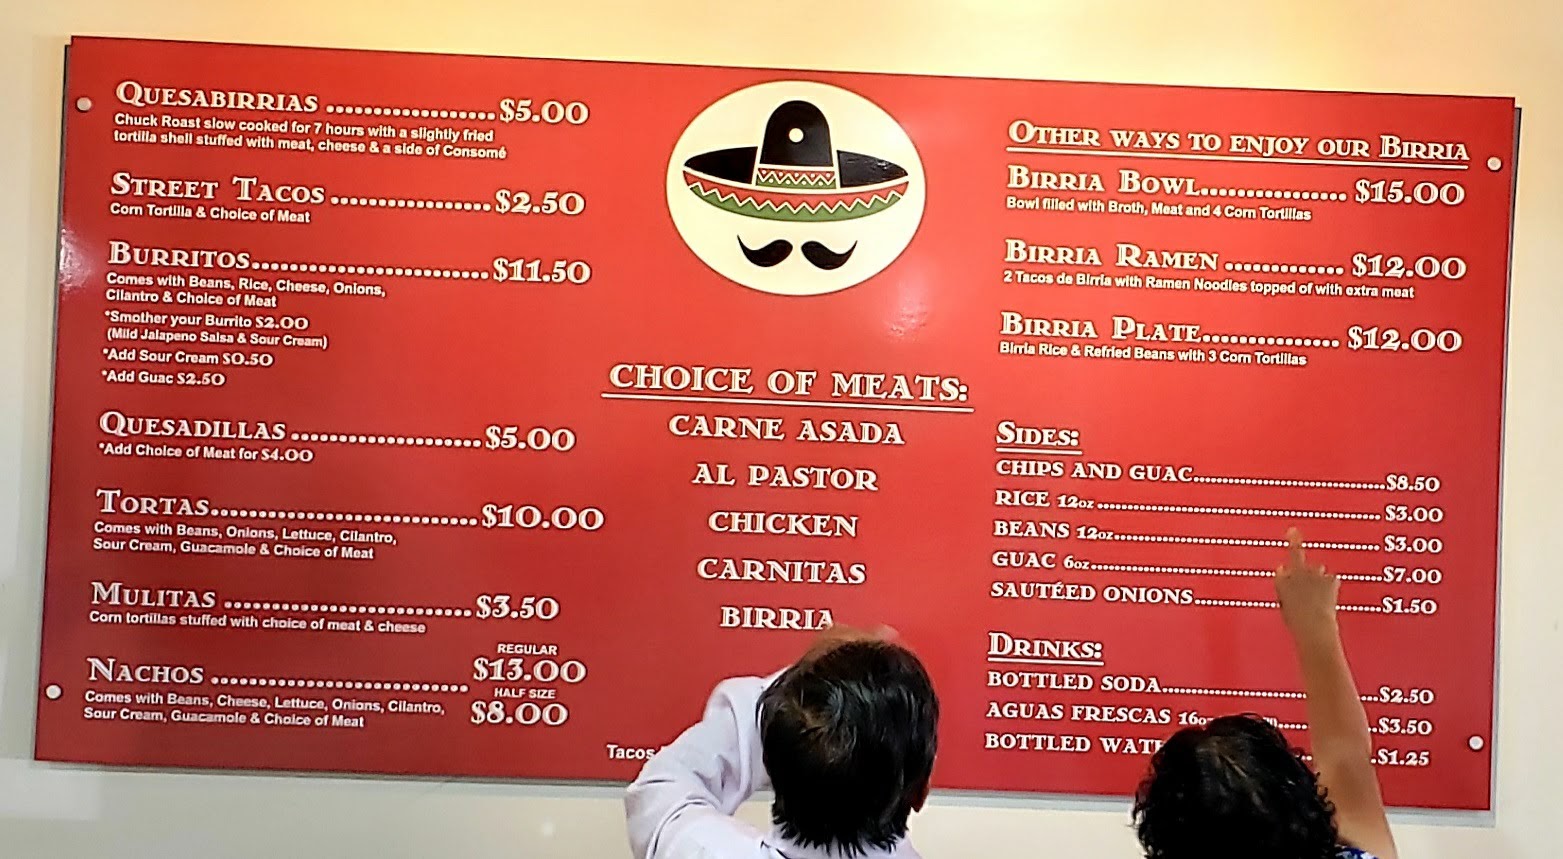 QUESABIRRIAS ................. $5.00
Chuck Roast slow cooked for 7 hours with a slightly fried
tortilla shell stuffed with meat, cheese & a side of Consomé
STREET TACOS ................. $2.50
Corn Tortilla & Choice of Meat
BURRITOS......................... $11.50
Comes with Beans, Rice, Cheese, Onions,
Cilantro & Choice of Meat
*Smother your Burrito $2.00
(Mild Jalapeno Salsa & Sour Cream)
*Add Sour Cream $0.50
*Add Guac $2.50
QUESADILLAS .................... $5.00
*Add Choice of Meat for $4.00
TORTAS............................ $10.00
Comes with Beans, Onions, Lettuce, Cilantro,
Sour Cream, Guacamole & Choice of Meat
MULITAS .......................... $3.50
Corn tortillas stuffed with choice of meat & cheese
REGULAR
NACHOS ........................... $13.00
HALF SIZE
$8.00
Comes with Beans, Cheese, Lettuce, Onions, Cilantro,
Sour Cream, Guacamole & Choice of Meat
CHOICE OF MEATS:
CARNE ASADA
AL PASTOR
CHICKEN
CARNITAS
BIRRIA
Tacos
OTHER WAYS TO ENJOY OUR BIRRIA
BIRRIA BOWL................ $15.00
Bowl filled with Broth, Meat and 4 Corn Tortillas
BIRRIA RAMEN ............. $12.00
2 Tacos de Birria with Ramen Noodles topped of with extra meat
BIRRIA PLATE............... $12.00
Birria Rice & Refried Beans with 3 Corn Tortillas
SIDES:
CHIPS AND GUAC........................................$8.50
RICE 12oz ........................................ $3.00
BEANS 12oz........................................ $3.00
GUAC 6oz........................................$7.00
SAUTÉED ONIONS........................................$1.50
DRINKS:
BOTTLED SODA........................................$2.50
AGUAS FRESCAS 16oz ........$3.50
BOTTLED ....$1.25